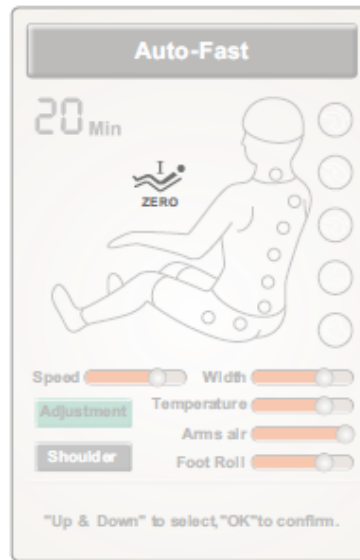 Auto-Fast
20 Min
I
ZERO
Speed
Width
Adjustment
Temperature
Arms air
Shoulder
Foot Roll
"Up & Down" to select,"OK"to confirm.